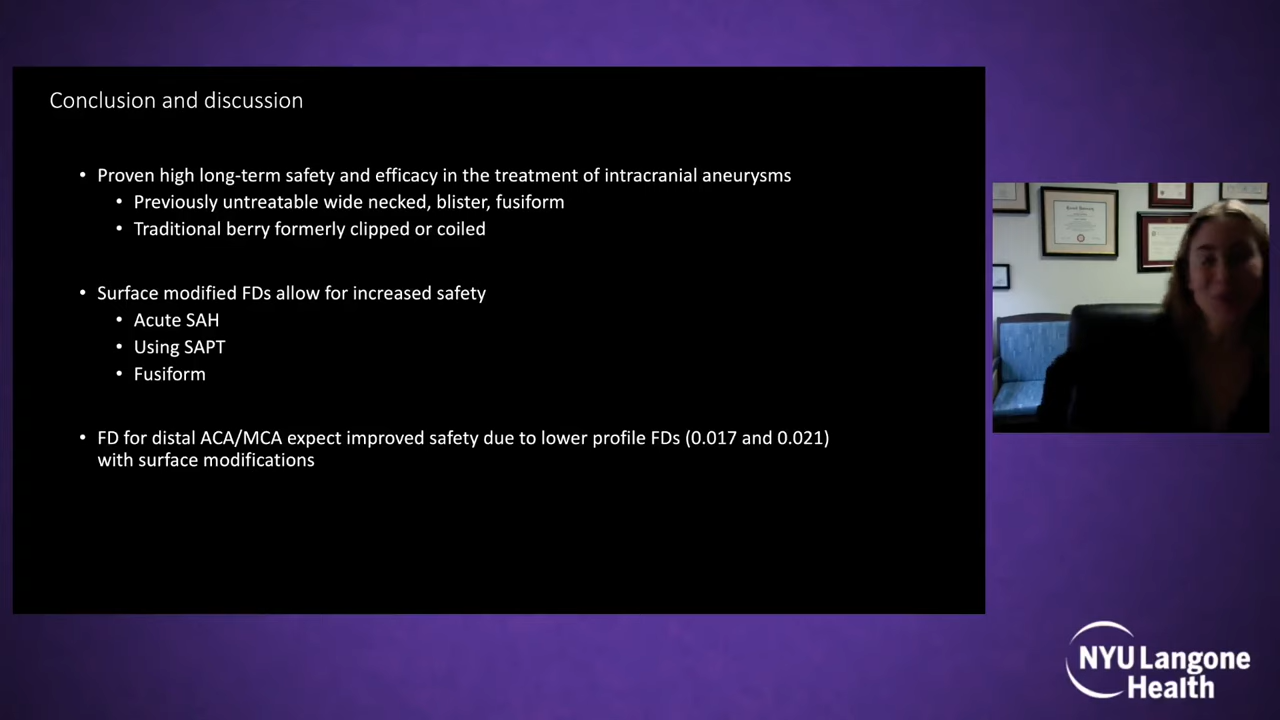 Conclusion and discussion
• Proven high long-term safety and efficacy in the treatment of intracranial aneurysms
• Previously untreatable wide necked, blister, fusiform
• Traditional berry formerly clipped or coiled
• Surface modified FDs allow for increased safety
• Acute SAH
• Using SAPT
• Fusiform
• FD for distal ACA/MCA expect improved safety due to lower profile FDs (0.017 and 0.021)
with surface modifications
NYU Langone
Health